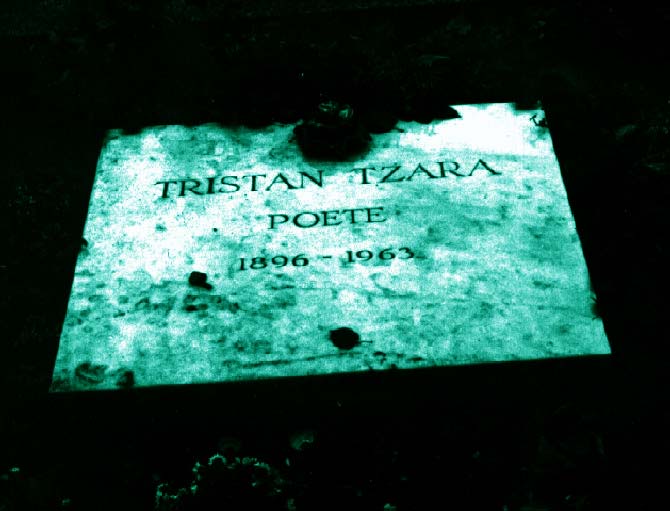 TRISTAN TZARA
POETE
1896 - 1963